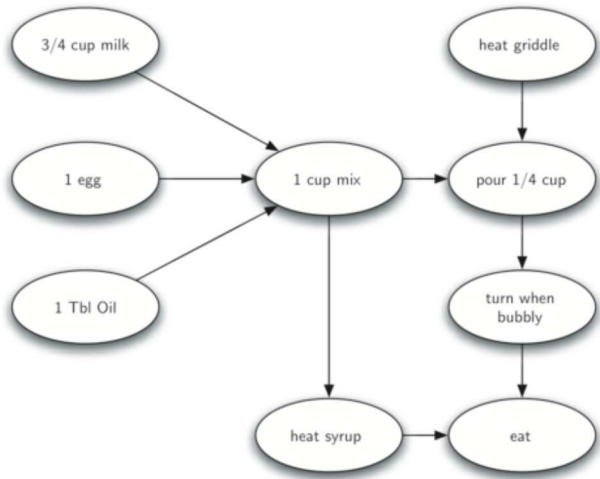 3/4 cup milk
heat griddle
1 egg
1 cup mix
pour 1/4 cup
1 Tbl Oil
turn when
bubbly
heat syrup
eat